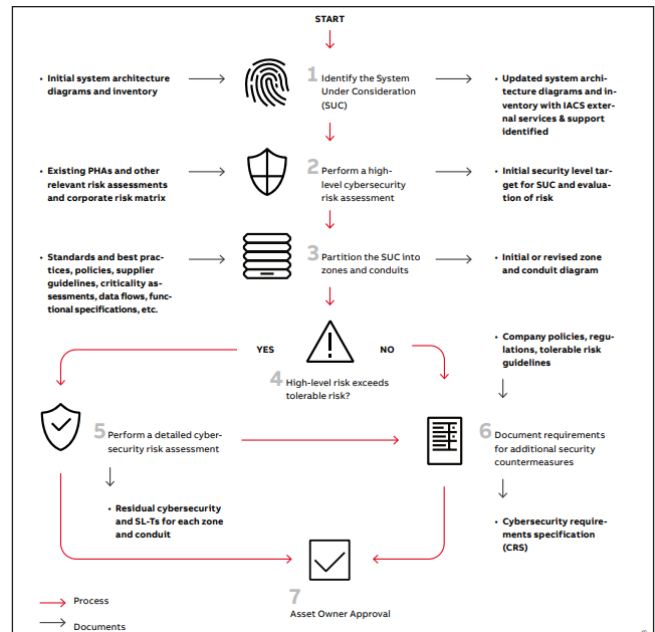 START
• Initial system architecture
diagrams and inventory
1 Identify the System
Under Consideration
(SUC)
• Updated system archi-
tecture diagrams and in-
ventory with IACS exter-
nal services & support
identified
• Existing PHAs and other
relevant risk assessments
and corporate risk matrix
2 Perform a high-
level cybersecurity
risk assessment
• Initial security level tar-
get for SUC and evalua-
tion of risk
• Standards and best prac-
tices, policies, supplier
guidelines, criticality as-
sessments, data flows, func-
tional specifications, etc.
3 Partition the SUC into
zones and conduits
• Initial or revised zone
and conduit diagram
YES
NO
4 High-level risk exceeds
tolerable risk?
• Company policies, regu-
lations, tolerable risk
guidelines
5 Perform a detailed cyber-
security risk assessment
6 Document requirements
for additional security
countermeasures
• Residual cybersecurity
and SL-Ts for each zone
and conduit
• Cybersecurity require-
ments specification
(CRS)
7
Asset Owner Approval
Process
Documents